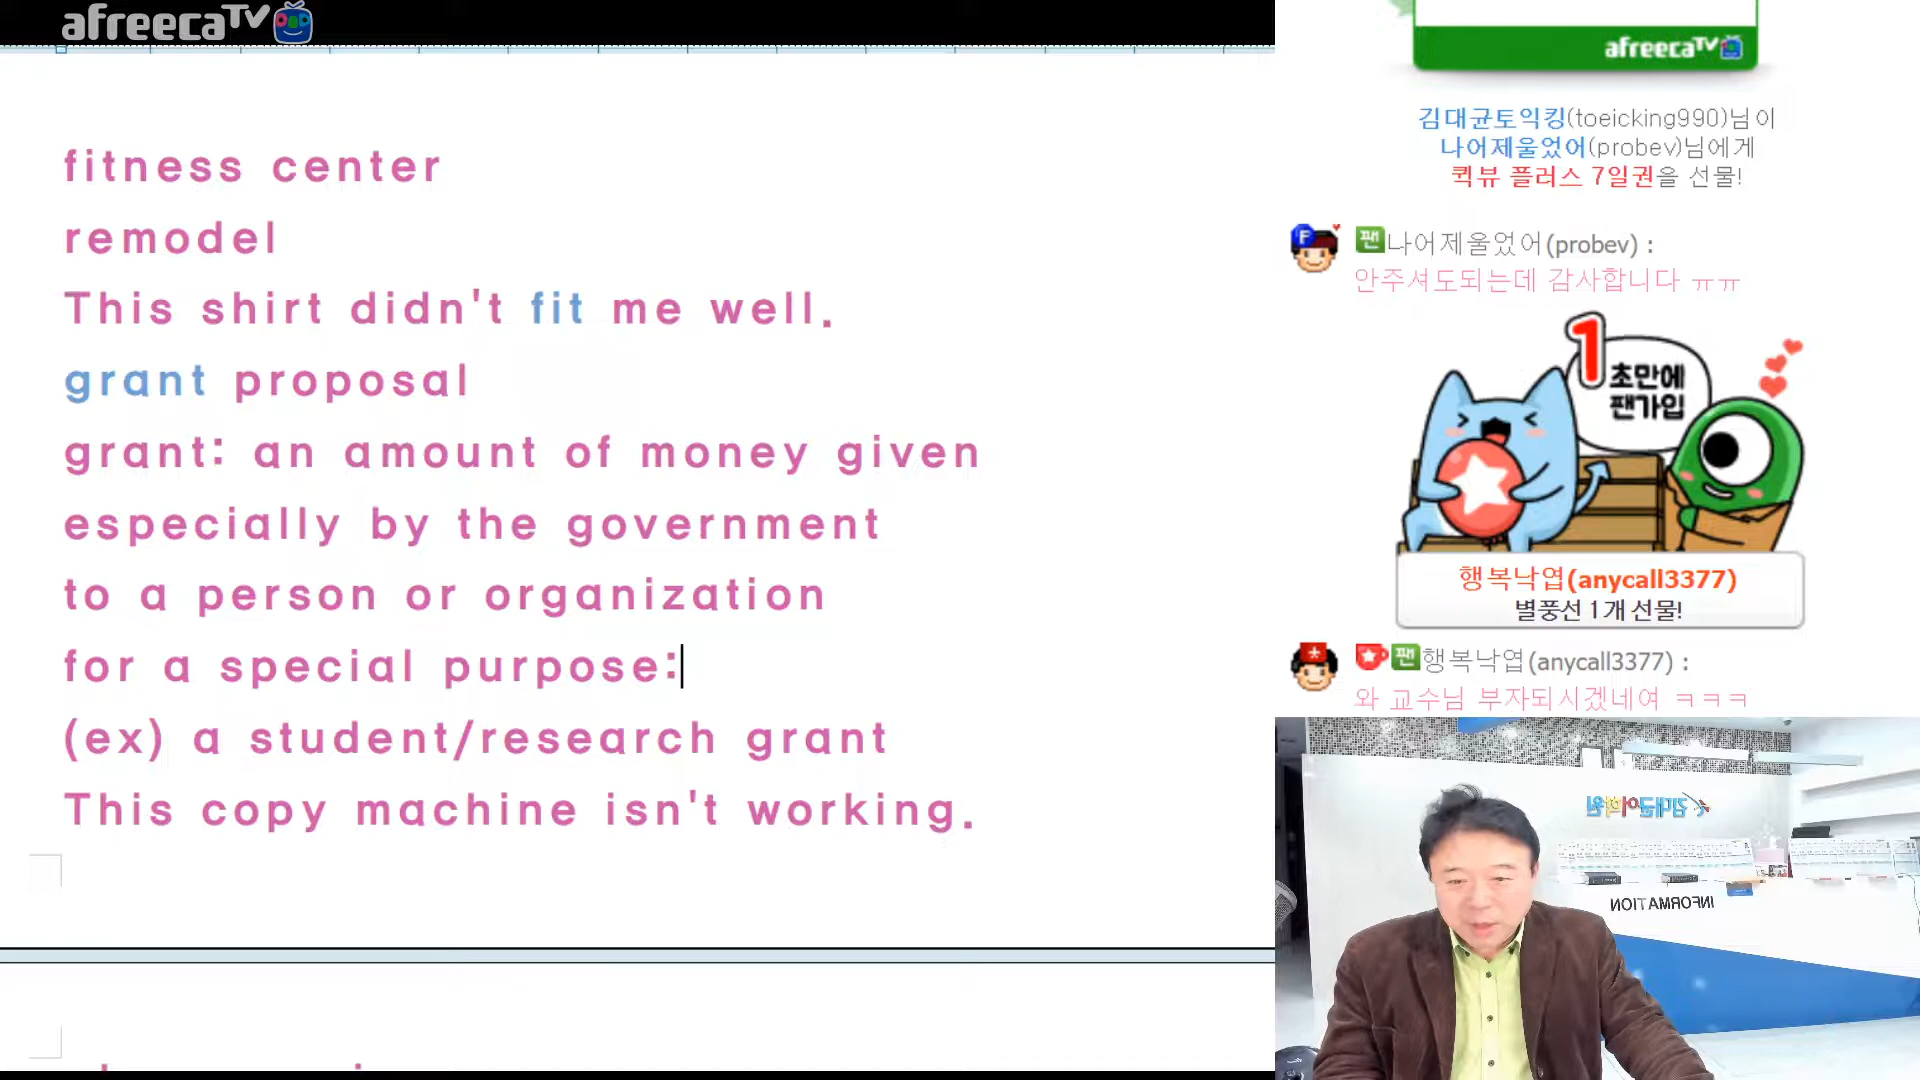 afreecaTV
fitness center
remodel
This shirt didn't fit me well.
grant proposal
grant: an amount of money given
especially by the government
to a person or organization
for a special purpose:
(ex) a student/research grant
This copy machine isn't working.
afreecaTV
김대균토익킹(toeicking990)님이
나어제울었어(probev)님에게
퀵뷰 플러스 7일권을 선물!
팬 나어제울었어(probev) :
안주셔도되는데 감사합니다 ㅠㅠ
1초만에
팬가입
행복낙엽(anycall3377)
별풍선 1개 선물!
팬 행복낙엽(anycall3377) :
와 교수님 부자되시겠네여 ㅋㅋㅋ
김대균어학원
INFORMATION